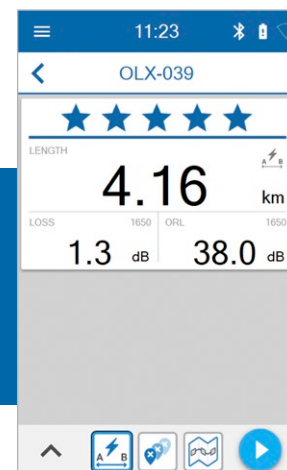 11:23
OLX-039
LENGTH
A B
4.16 km
LOSS 1650 ORL 1650
1.3 dB 38.0 dB
A B